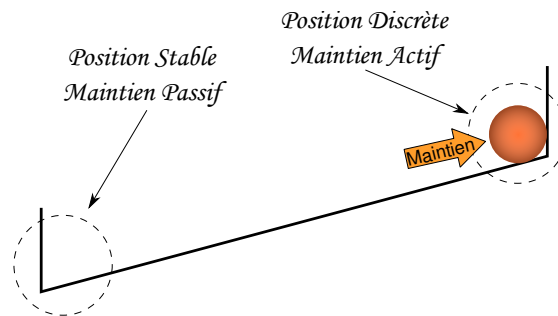 Position Stable
Maintien Passif
Position Discrète
Maintien Actif
Maintien